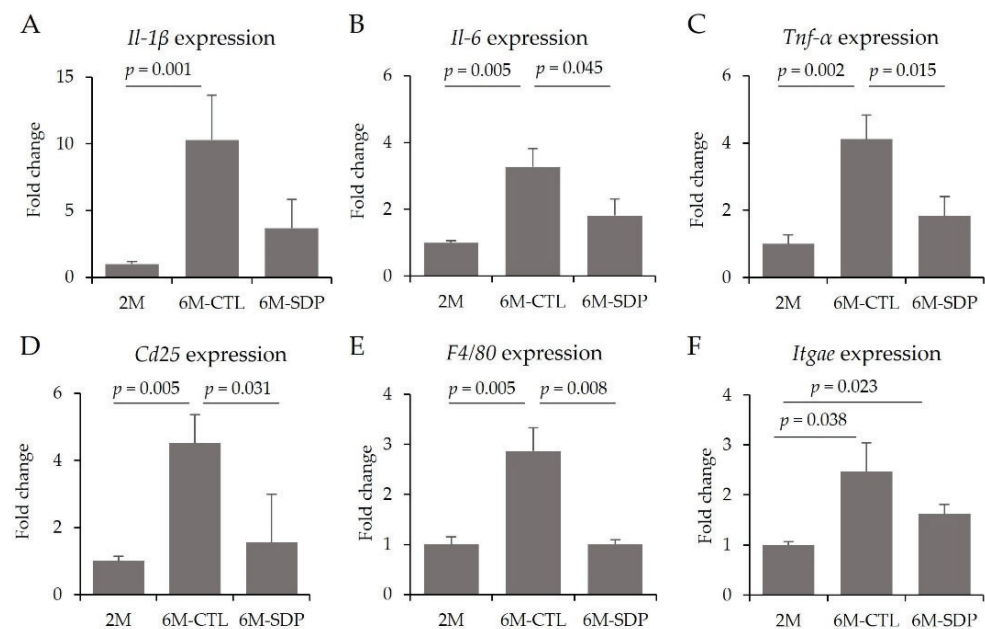 A
Il-1β expression
p = 0.001
Fold change
15
10
5
0
2M 6M-CTL 6M-SDP
B
Il-6 expression
p = 0.005 p = 0.045
Fold change
6
4
2
0
2M 6M-CTL 6M-SDP
C
Tnf-α expression
p = 0.002 p = 0.015
Fold change
6
4
2
0
2M 6M-CTL 6M-SDP
D
Cd25 expression
p = 0.005 p = 0.031
Fold change
6
4
2
0
2M 6M-CTL 6M-SDP
E
F4/80 expression
p = 0.005 p = 0.008
Fold change
4
3
2
1
0
2M 6M-CTL 6M-SDP
F
Itgae expression
p = 0.023
p = 0.038
Fold change
4
3
2
1
0
2M 6M-CTL 6M-SDP